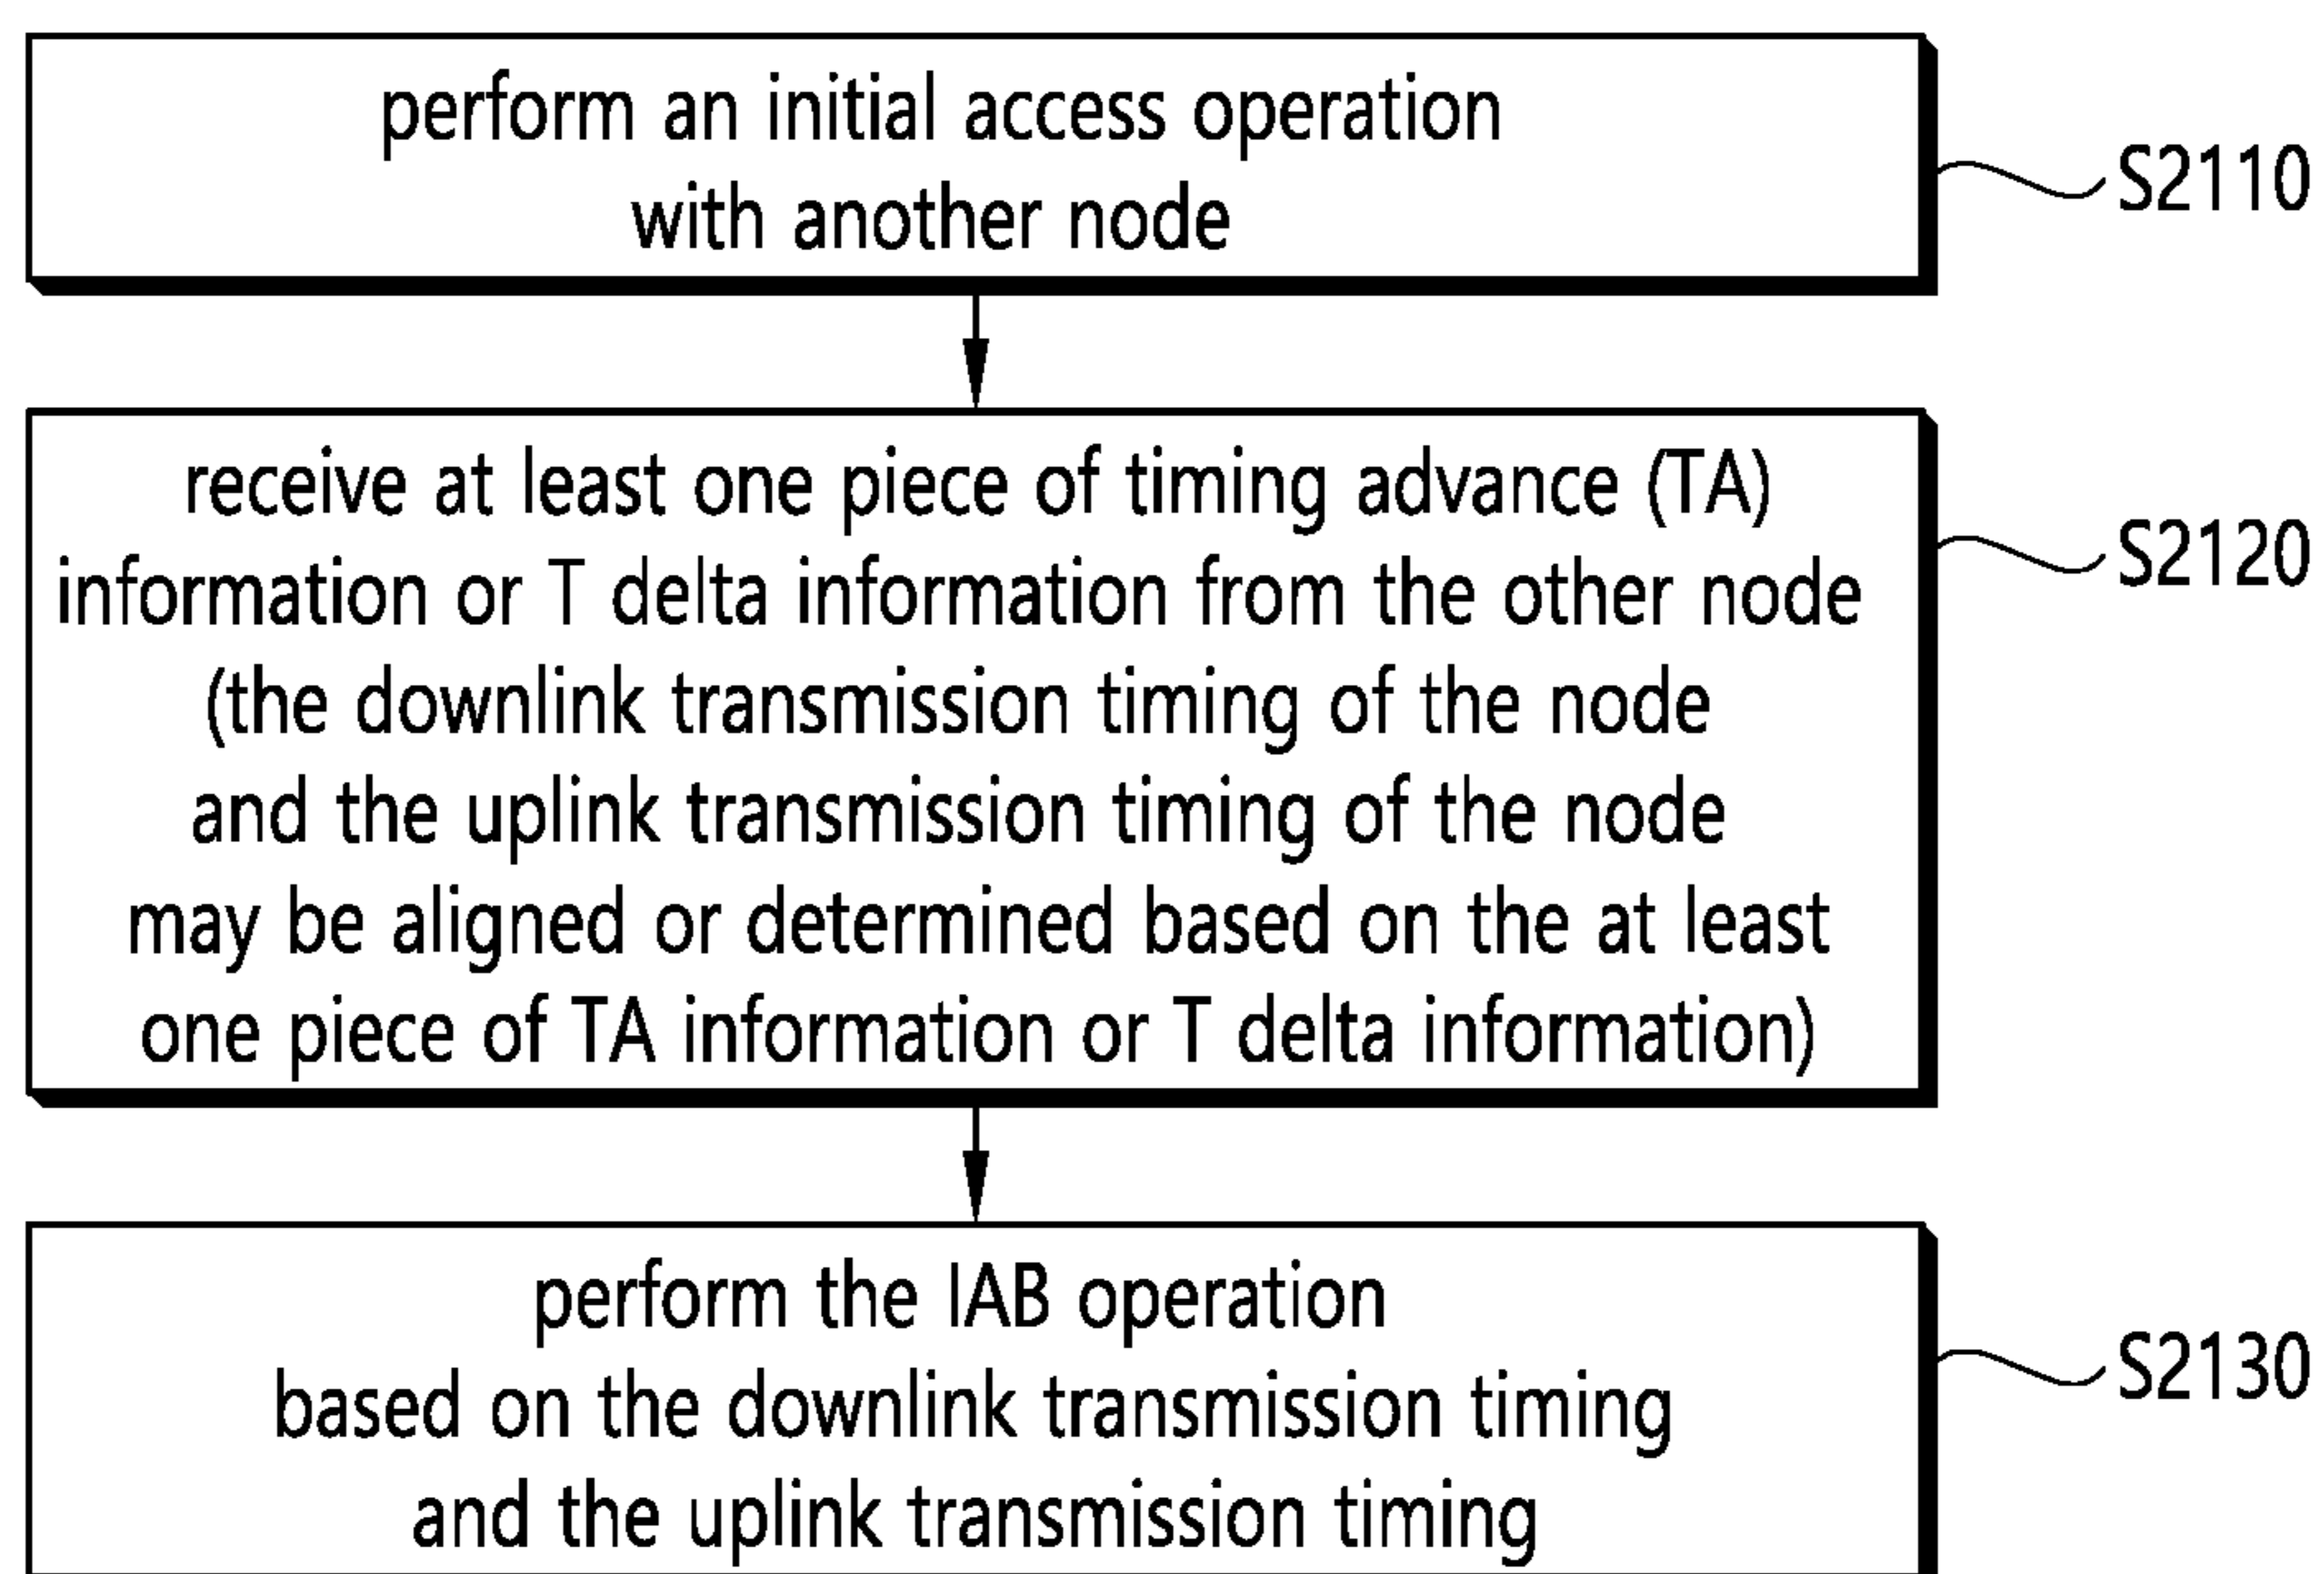 perform an initial access operation
with another node
S2110
receive at least one piece of timing advance (TA)
information or T delta information from the other node
(the downlink transmission timing of the node
and the uplink transmission timing of the node
may be aligned or determined based on the at least
one piece of TA information or T delta information)
S2120
perform the IAB operation
based on the downlink transmission timing
and the uplink transmission timing
S2130